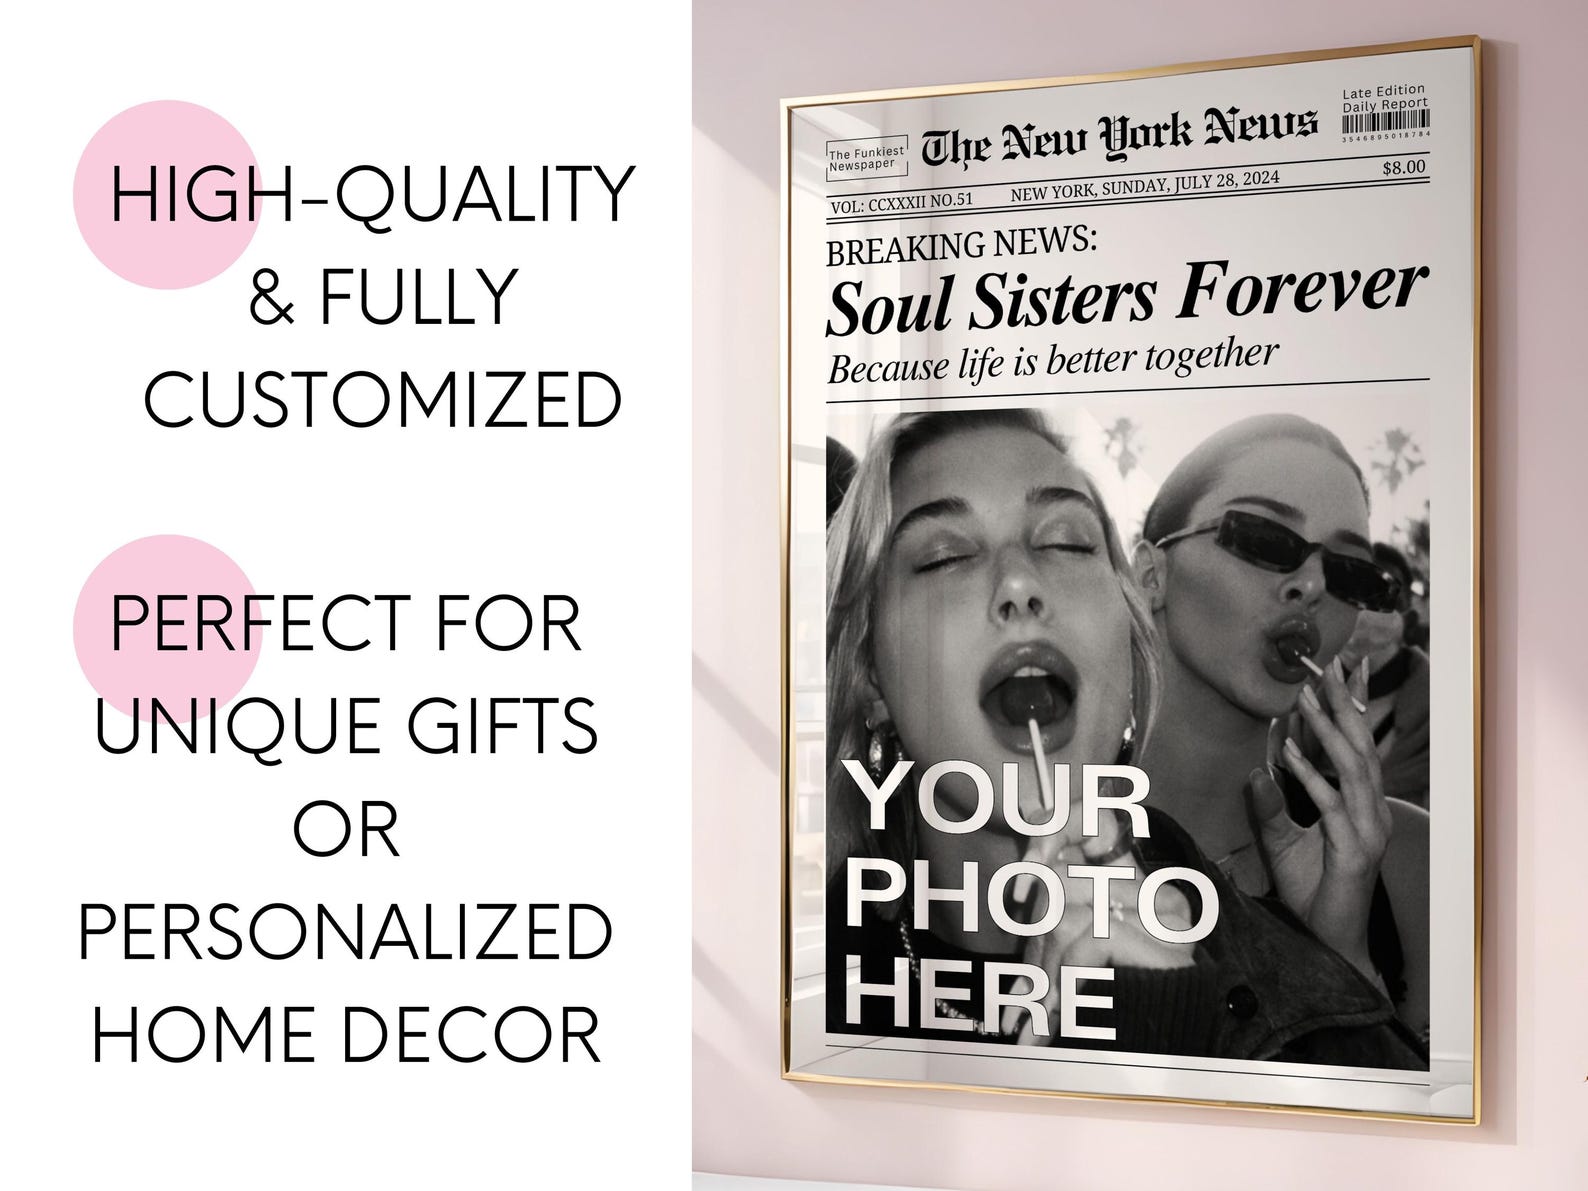 HIGH-QUALITY
& FULLY
CUSTOMIZED
PERFECT FOR
UNIQUE GIFTS
OR
PERSONALIZED
HOME DECOR
The Funkiest
Newspaper
The New York News
Late Edition
Daily Report
3546895018784
VOL: CCXXXII NO.51 NEW YORK, SUNDAY, JULY 28, 2024 $8.00
BREAKING NEWS:
Soul Sisters Forever
Because life is better together
YOUR
PHOTO
HERE